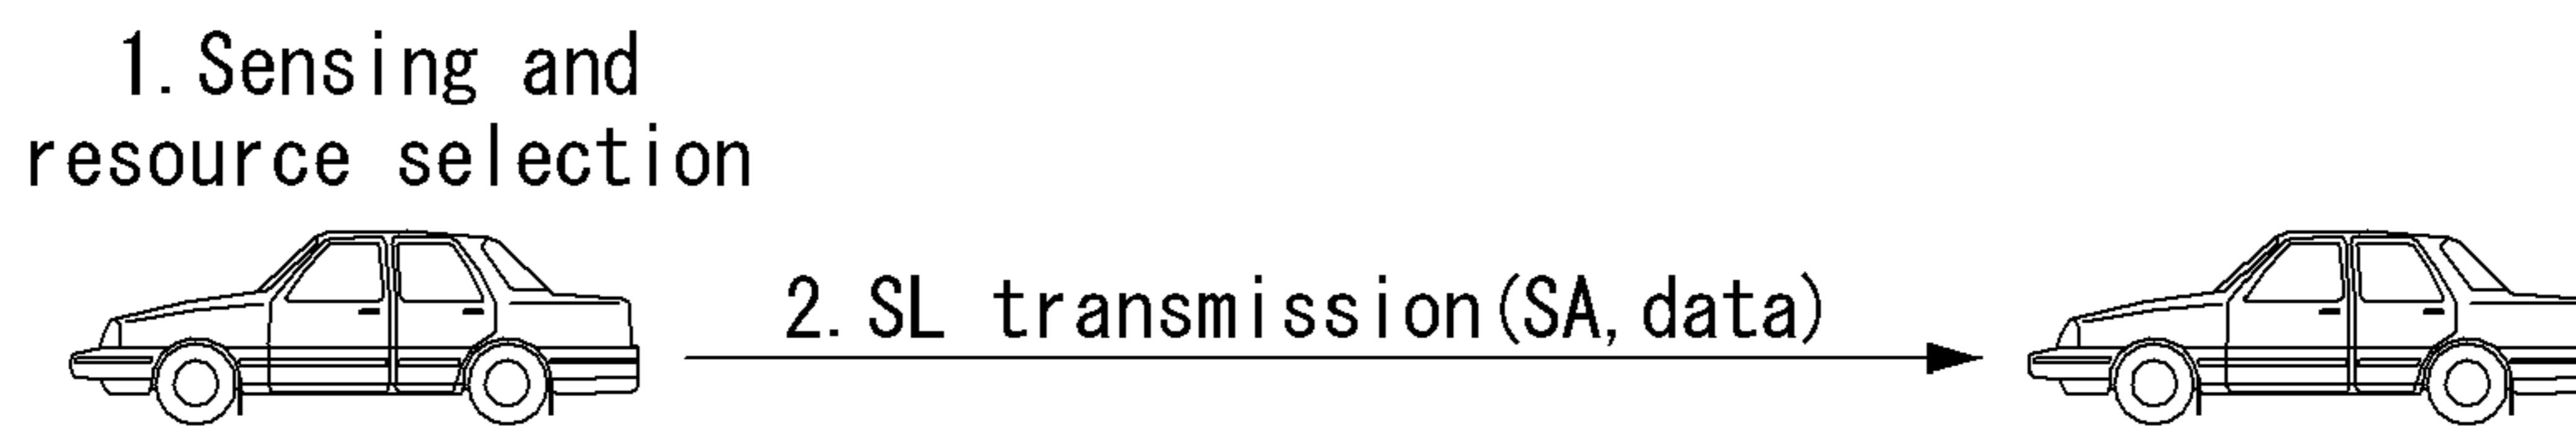 1. Sensing and
resource selection
2. SL transmission(SA, data)